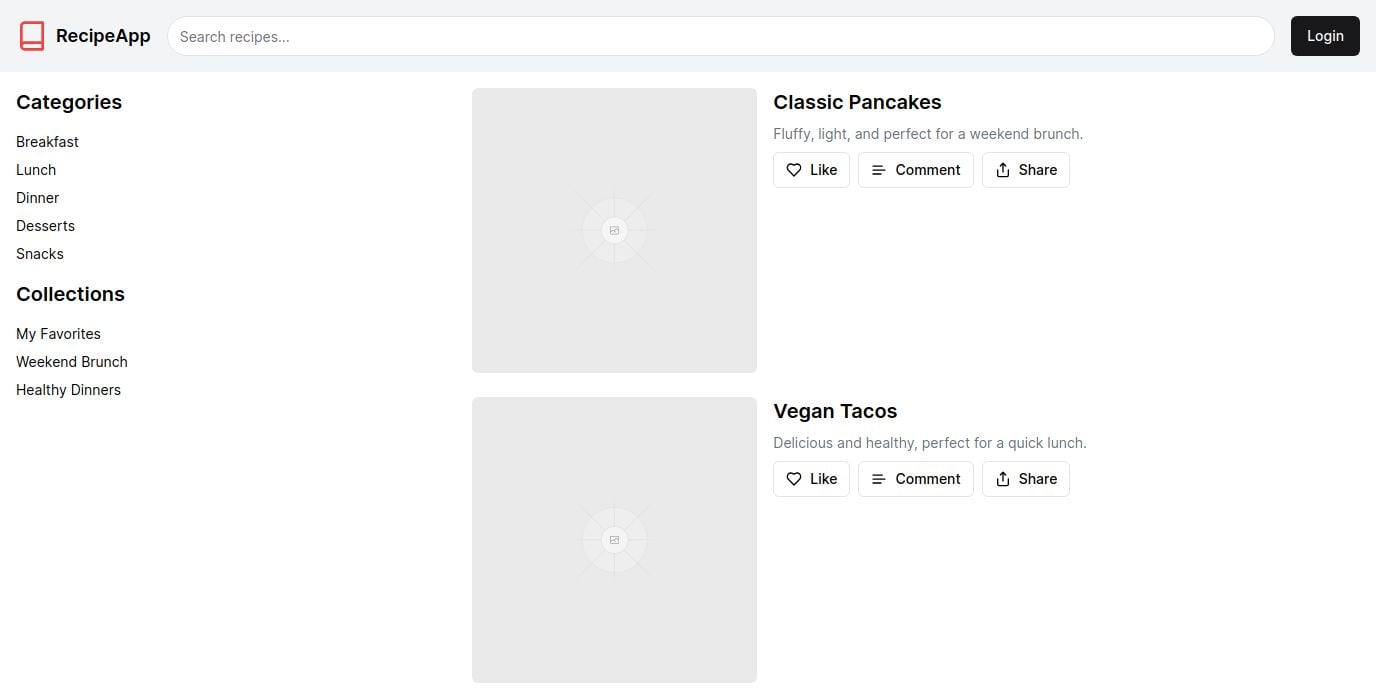 RecipeApp
Search recipes...
Login
Categories
Breakfast
Lunch
Dinner
Desserts
Snacks
Collections
My Favorites
Weekend Brunch
Healthy Dinners
Classic Pancakes
Fluffy, light, and perfect for a weekend brunch.
Like Comment Share
Vegan Tacos
Delicious and healthy, perfect for a quick lunch.
Like Comment Share